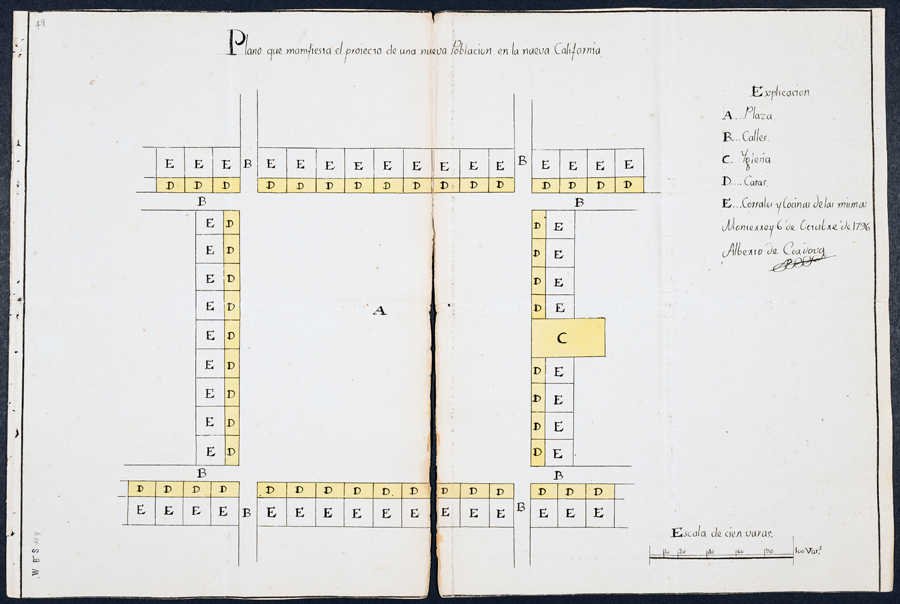 49
Plano que manifiesta el proiecto de una nueva Poblacion en la nueva California
Explicacion
A... Plaza
B... Calles.
C. Yglesia
D.... Casas.
E... Corrales y Cocinas de las mismas
Monterrey 6 de Octubre de 1796
Alberto de Cordova
E E E B E E E E E E E E E B E E E E
D D D D D D D D D D D D D D D D
B B
E D D E
E D D E
E D D E
E D D E
A
E D C
E D D E
E D D E
E D D E
E D D E
B B
D D D D D D D D D D D D D D D D
E E E E B E E E E E E E E E B E E E
Escala de cien varas.
10 20 40 60 80 100 Var.s